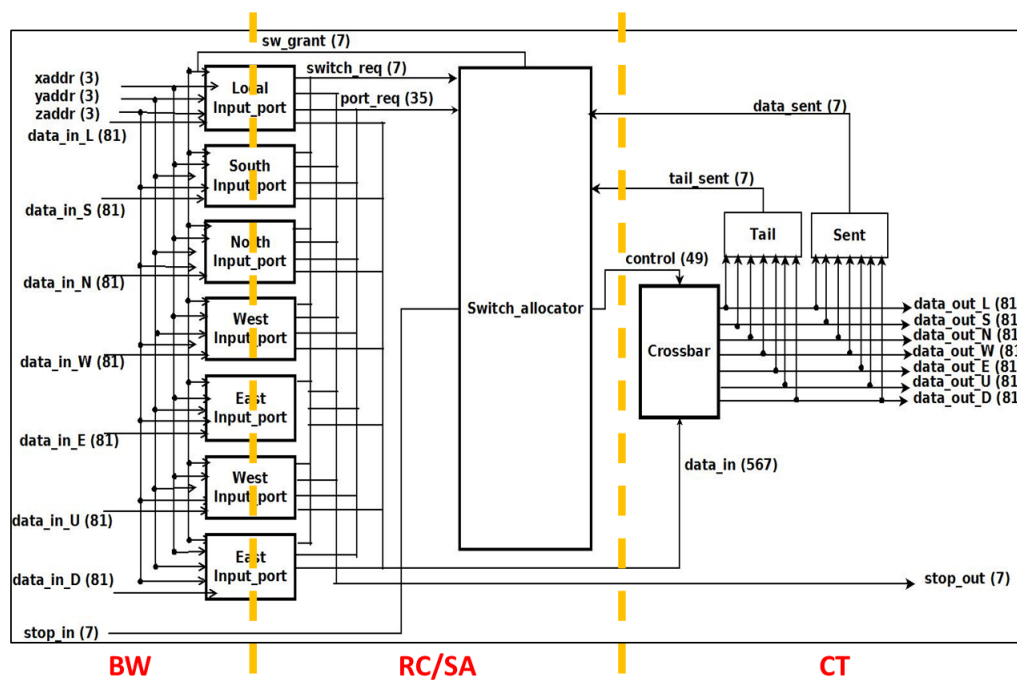 sw_grant (7)
xaddr (3)
yaddr (3)
zaddr (3)
data_in_L (81)
Local
Input_port
switch_req (7)
port_req (35)
data_sent (7)
South
Input_port
data_in_S (81)
tail_sent (7)
Tail
Sent
North
Input_port
data_in_N (81)
control (49)
Switch_allocator
West
Input_port
data_in_W (81)
Crossbar
data_out_L (81
data_out_S (81
data_out_N (81
data_out_W (81
data_out_E (81
data_out_U (81
data_out_D (81
East
Input_port
data_in_E (81)
data_in (567)
West
Input_port
data_in_U (81)
East
Input_port
data_in_D (81)
stop_out (7)
stop_in (7)
BW
RC/SA
CT